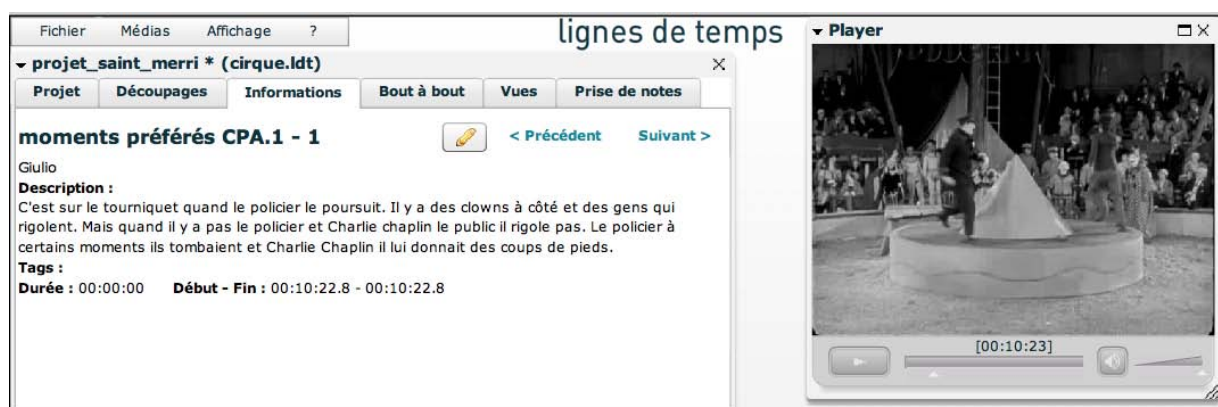 Fichier Médias Affichage ?
lignes de temps
projet_saint_merri * (cirque.ldt)
Projet Découpages Informations Bout à bout Vues Prise de notes
moments préférés CPA.1 - 1
< Précédent Suivant >
Giulio
Description :
C'est sur le tourniquet quand le policier le poursuit. Il y a des clowns à côté et des gens qui
rigolent. Mais quand il y a pas le policier et Charlie chaplin le public il rigole pas. Le policier à
certains moments ils tombaient et Charlie Chaplin il lui donnait des coups de pieds.
Tags :
Durée : 00:00:00 Début - Fin : 00:10:22.8 - 00:10:22.8
Player
[00:10:23]